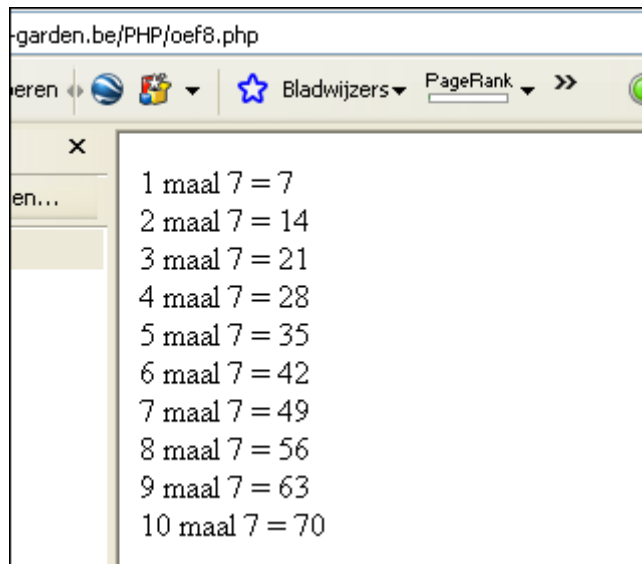 -garden.be/PHP/oef8.php
eren Bladwijzers PageRank »
en...
1 maal 7 = 7
2 maal 7 = 14
3 maal 7 = 21
4 maal 7 = 28
5 maal 7 = 35
6 maal 7 = 42
7 maal 7 = 49
8 maal 7 = 56
9 maal 7 = 63
10 maal 7 = 70